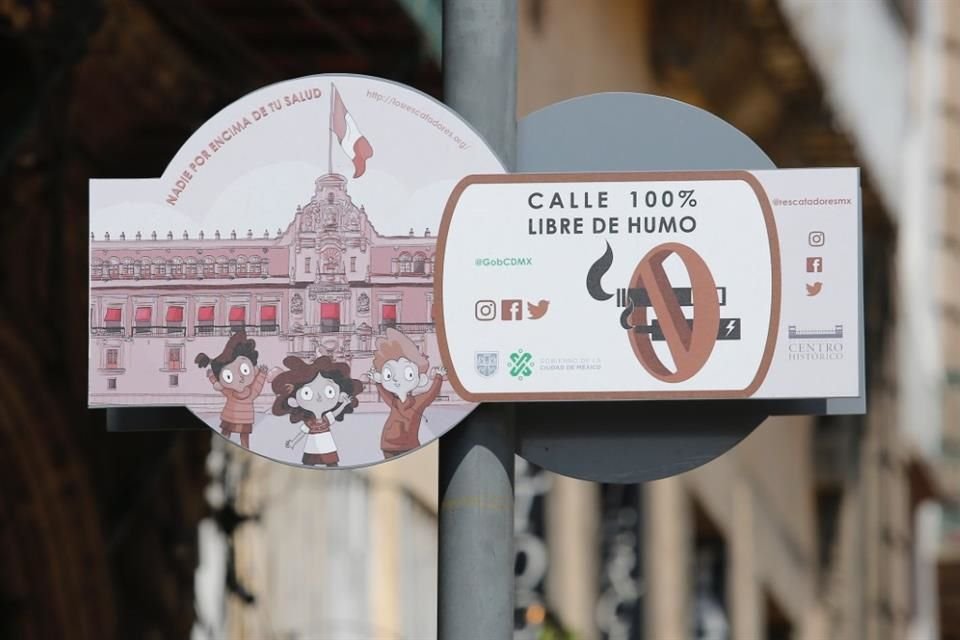 NADIE POR ENCIMA DE TU SALUD
http://losrescatadores.org/
CALLE 100%
LIBRE DE HUMO
@GobCDMX
GOBIERNO DE LA
CIUDAD DE MÉXICO
@rescatadoresmx
CENTRO
HISTÓRICO